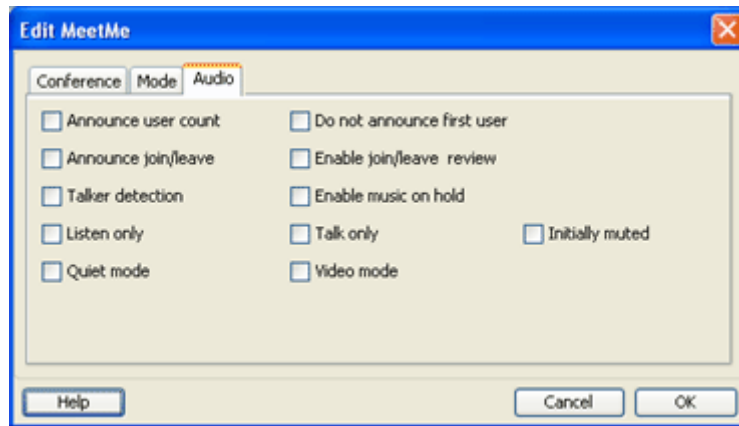 Edit MeetMe
Conference Mode Audio
Announce user count Do not announce first user
Announce join/leave Enable join/leave review
Talker detection Enable music on hold
Listen only Talk only Initially muted
Quiet mode Video mode
Help Cancel OK